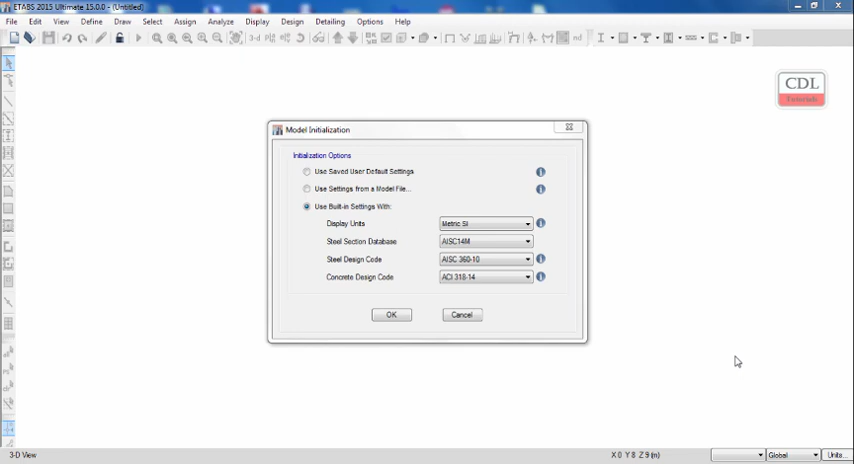 ETABS 2015 Ultimate 15.0.0 - (Untitled)
File Edit View Define Draw Select Assign Analyze Display Design Detailing Options Help
3-d
nd
CDL
Tutorials
Model Initialization
Initialization Options
Use Saved User Default Settings
Use Settings from a Model File...
Use Built-in Settings With:
Display Units Metric SI
Steel Section Database AISC14M
Steel Design Code AISC 360-10
Concrete Design Code ACI 318-14
OK Cancel
3-D View X 0 Y 8 Z 9 (m) Global Units...